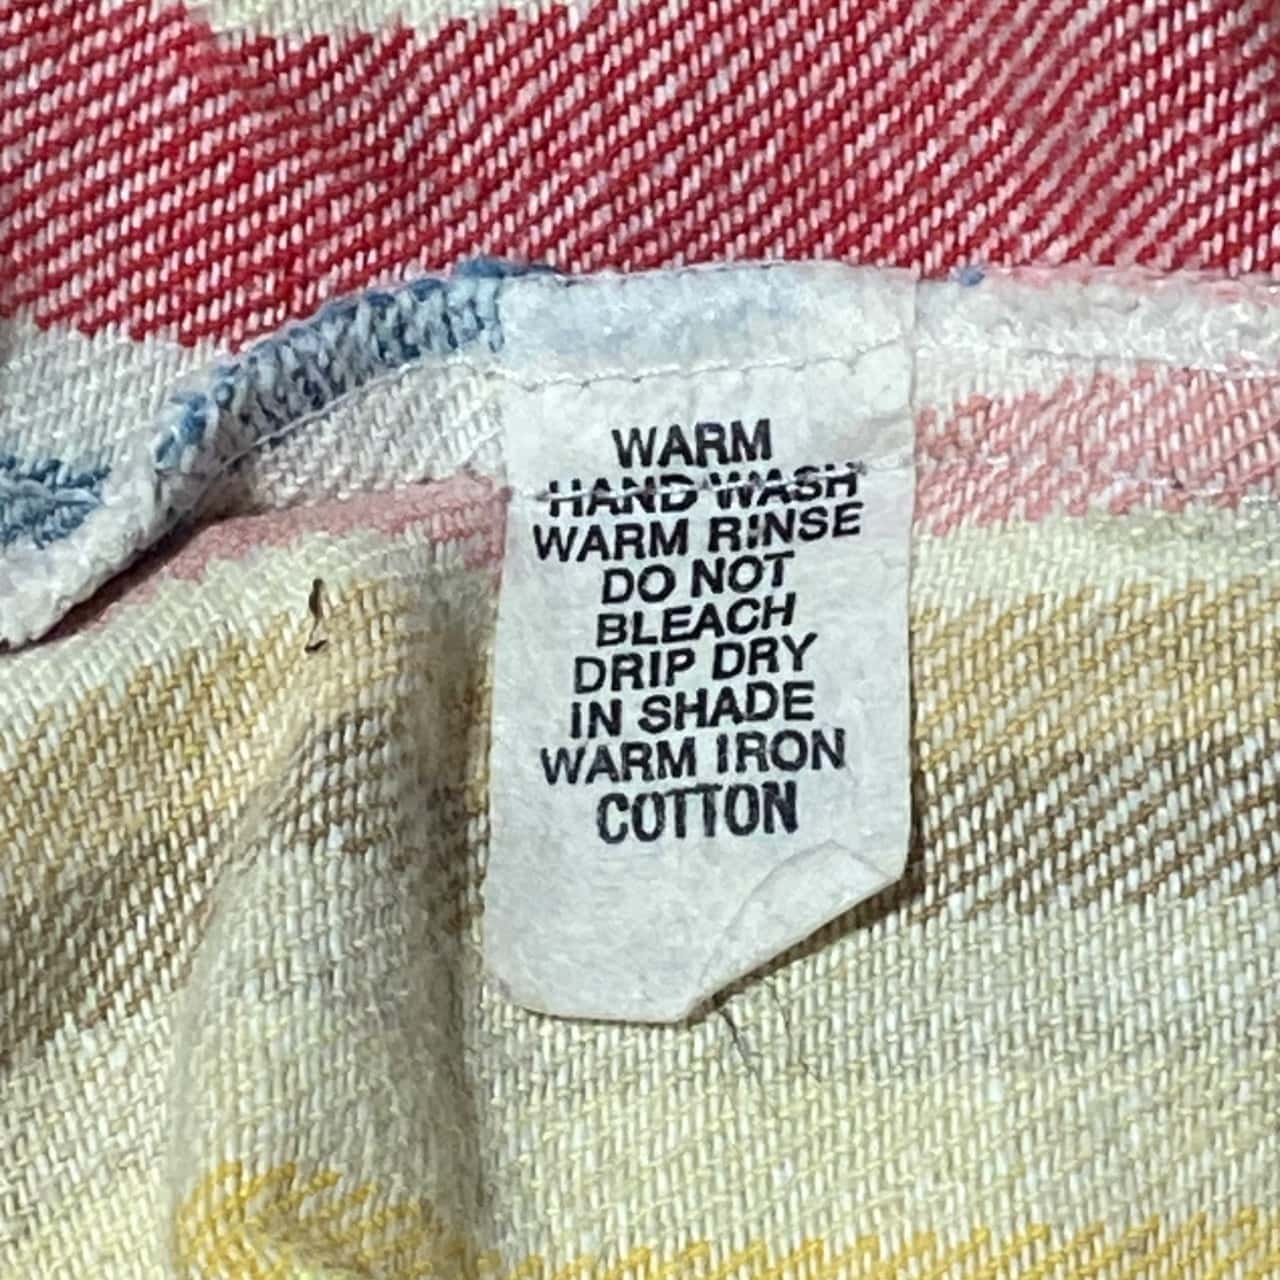 WARM
HAND WASH
WARM RINSE
DO NOT
BLEACH
DRIP DRY
IN SHADE
WARM IRON
COTTON